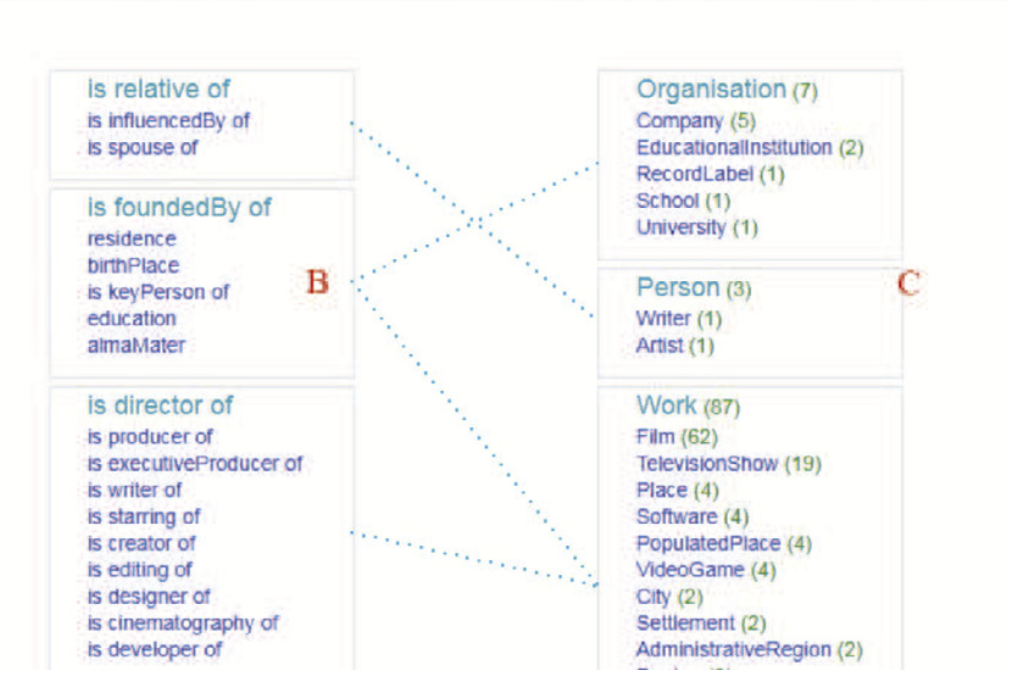 is relative of
is influencedBy of
is spouse of
is foundedBy of
residence
birthPlace
is keyPerson of
education
almaMater
B
is director of
is producer of
is executiveProducer of
is writer of
is starring of
is creator of
is editing of
is designer of
is cinematography of
is developer of
Organisation (7)
Company (5)
EducationalInstitution (2)
RecordLabel (1)
School (1)
University (1)
Person (3)
Writer (1)
Artist (1)
C
Work (87)
Film (62)
TelevisionShow (19)
Place (4)
Software (4)
PopulatedPlace (4)
VideoGame (4)
City (2)
Settlement (2)
AdministrativeRegion (2)